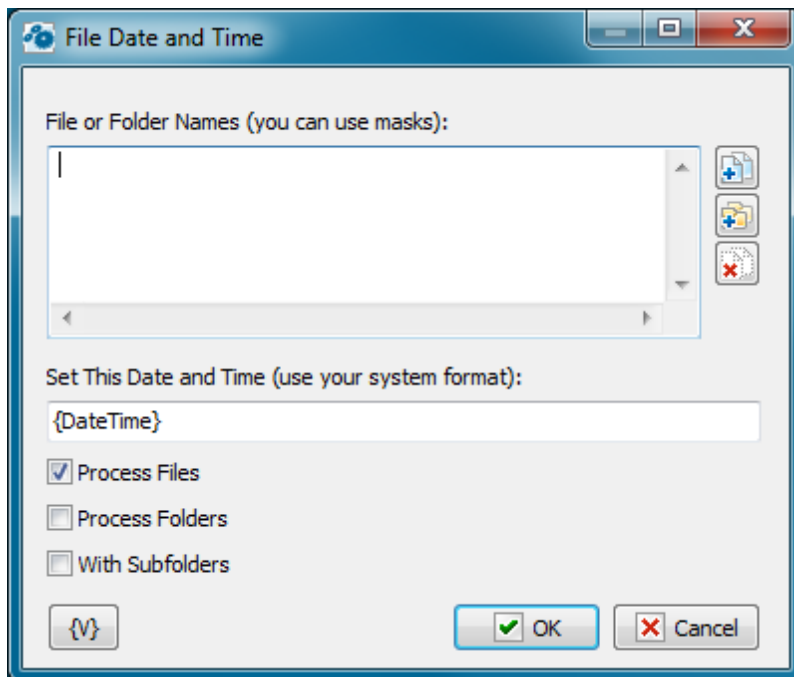 File Date and Time
File or Folder Names (you can use masks):
Set This Date and Time (use your system format):
{DateTime}
Process Files
Process Folders
With Subfolders
{V} OK Cancel